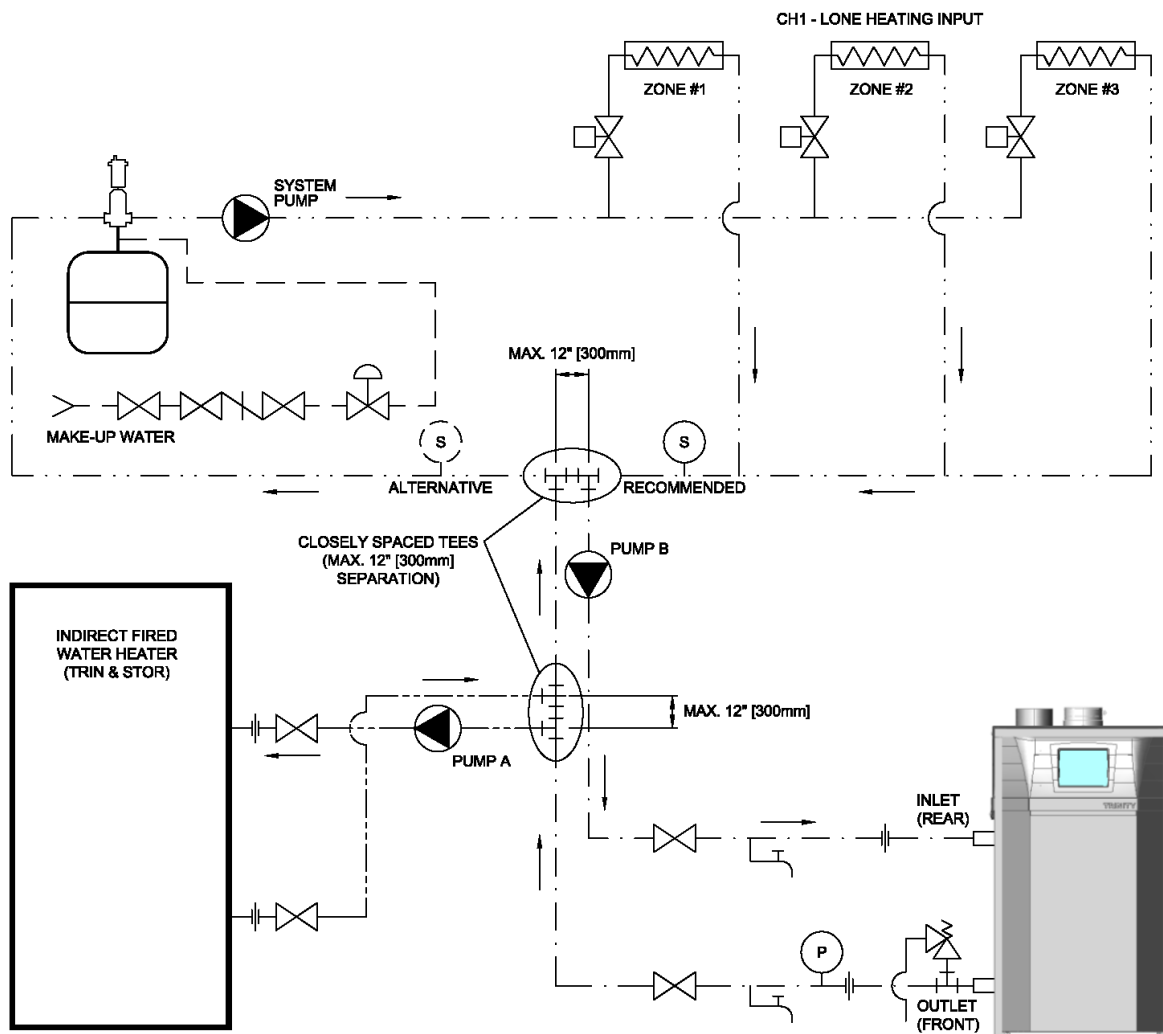 CH1 - LONE HEATING INPUT
ZONE #1
ZONE #2
ZONE #3
SYSTEM
PUMP
MAX. 12" [300mm]
MAKE-UP WATER
S
S
ALTERNATIVE
RECOMMENDED
CLOSELY SPACED TEES
(MAX. 12" [300mm]
SEPARATION)
PUMP B
INDIRECT FIRED
WATER HEATER
(TRIN & STOR)
MAX. 12" [300mm]
PUMP A
INLET
(REAR)
TRINITY
P
OUTLET
(FRONT)